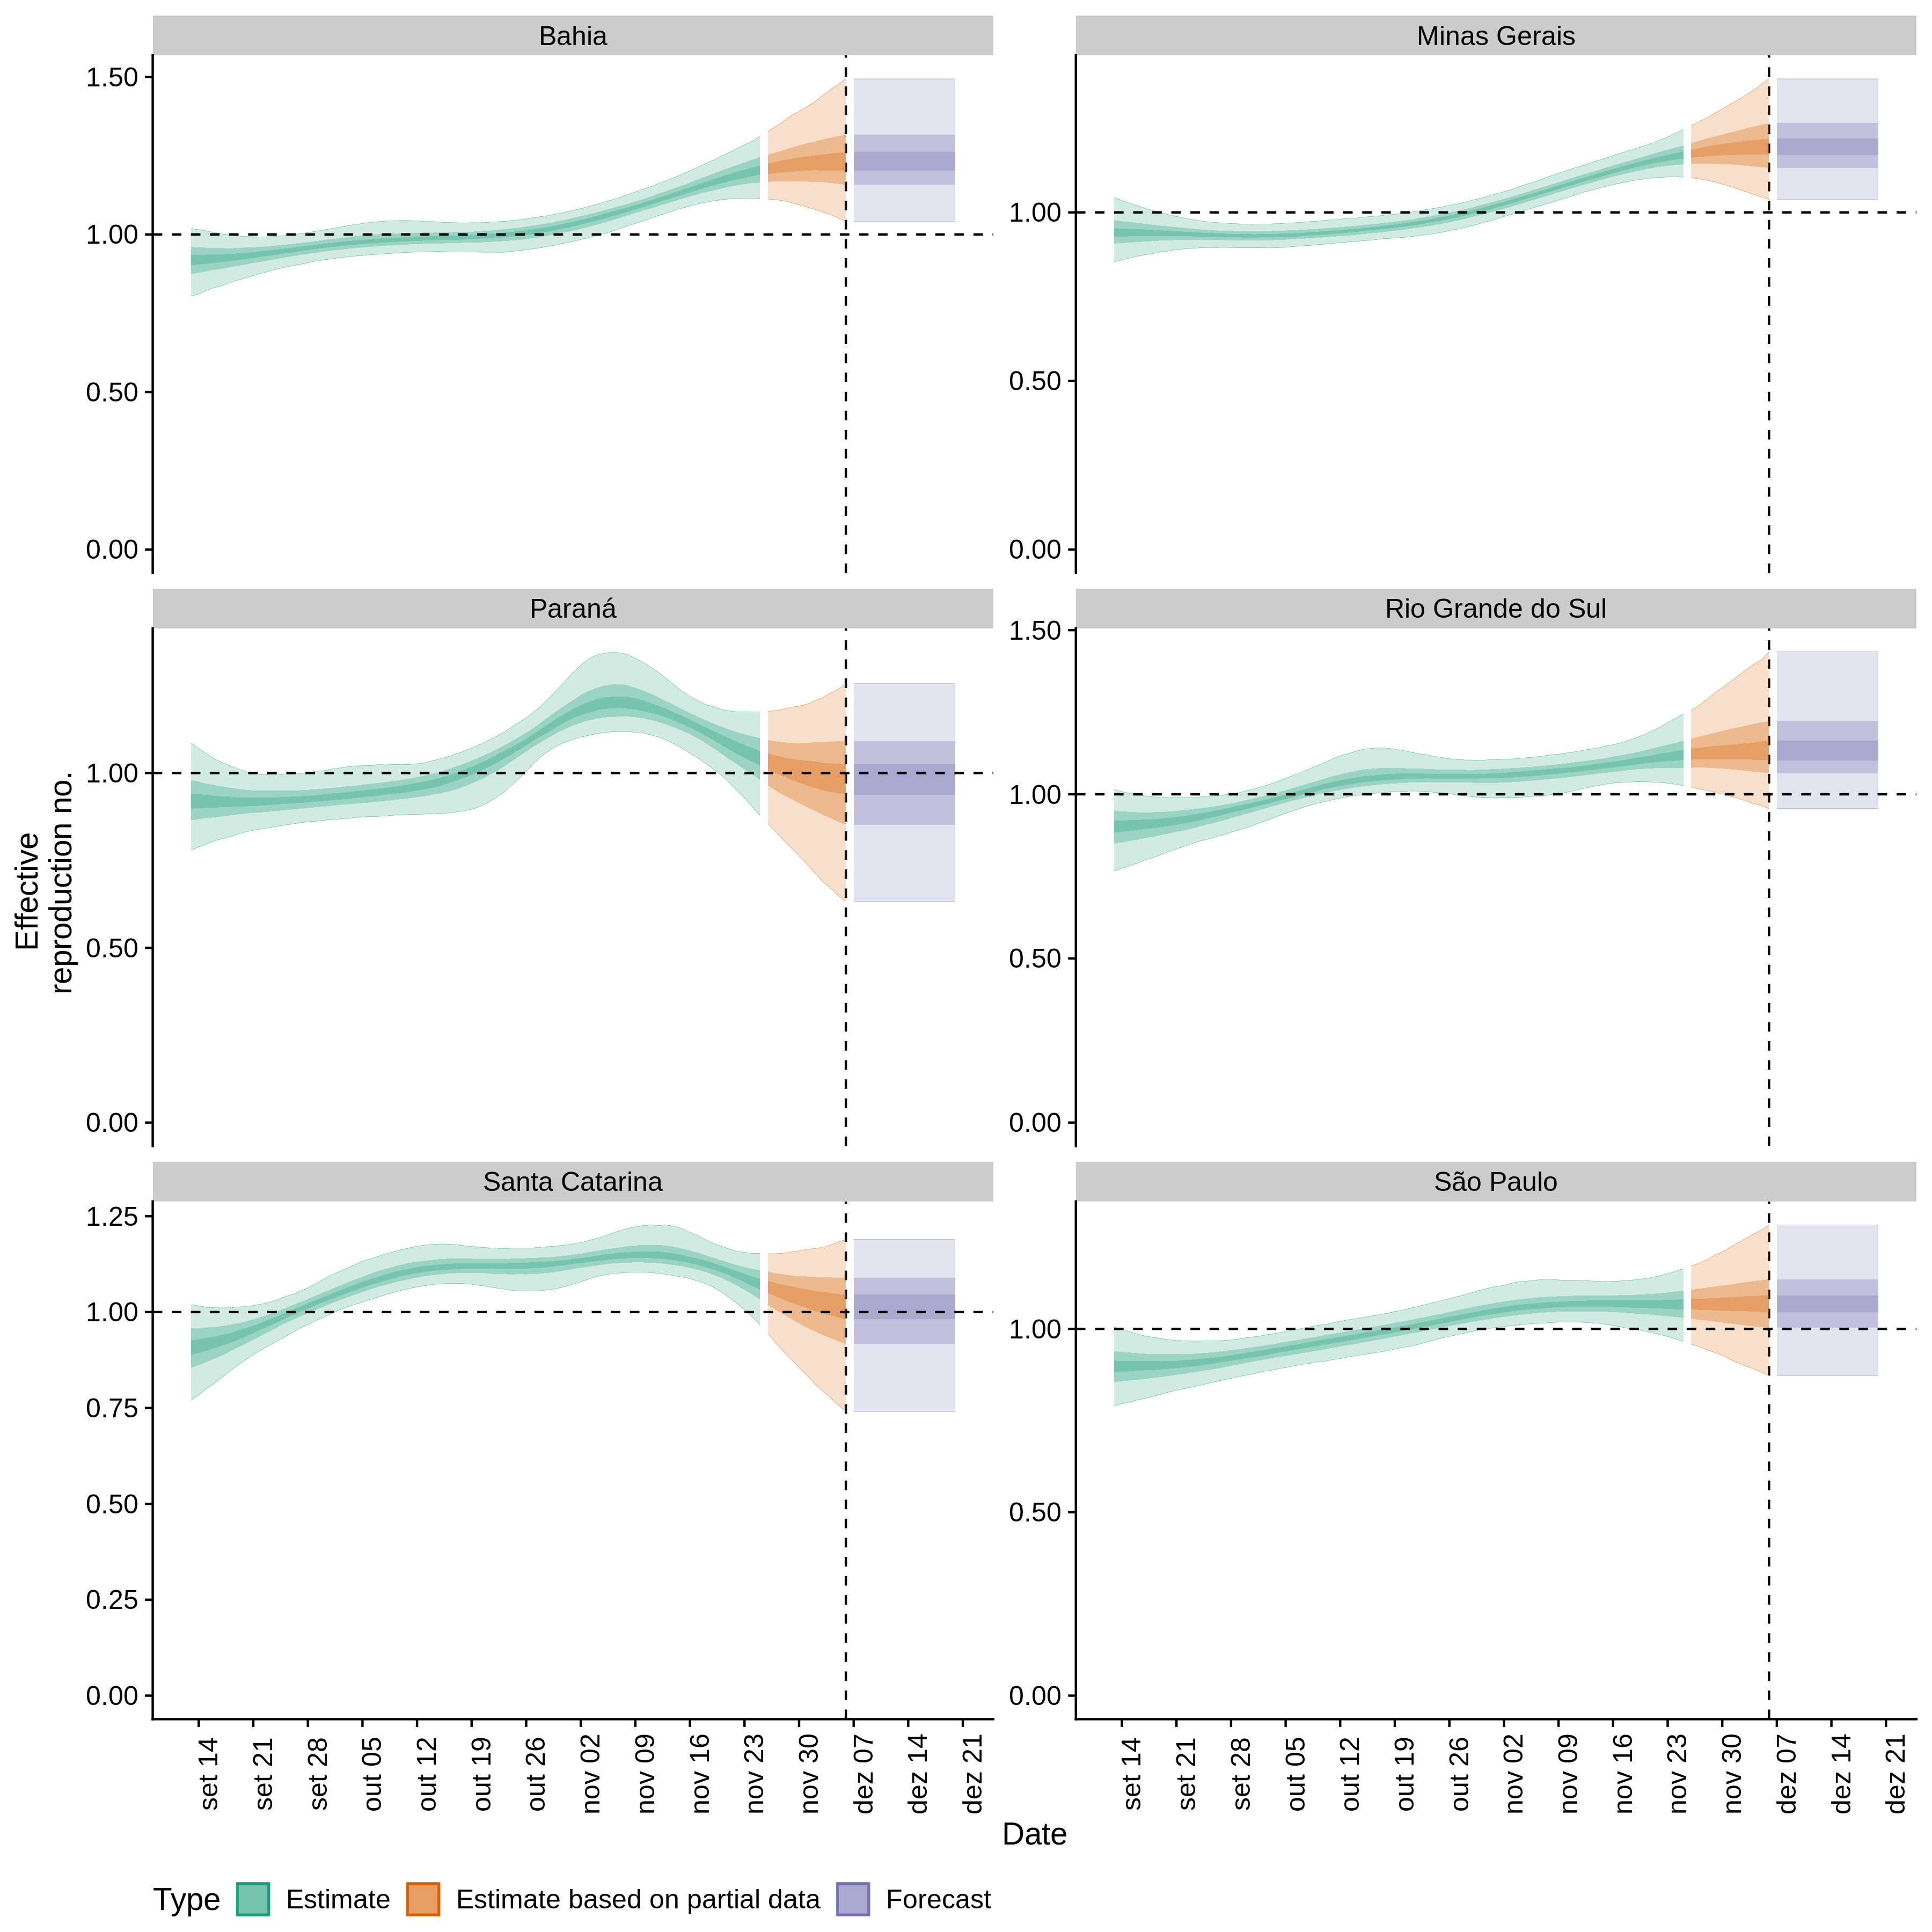 Bahia
1.50
1.00
0.50
0.00
Minas Gerais
1.00
0.50
0.00
Paraná
1.00
0.50
0.00
Rio Grande do Sul
1.50
1.00
0.50
0.00
Santa Catarina
1.25
1.00
0.75
0.50
0.25
0.00
São Paulo
1.00
0.50
0.00
Effective
reproduction no.
set 14
set 21
set 28
out 05
out 12
out 19
out 26
nov 02
nov 09
nov 16
nov 23
nov 30
dez 07
dez 14
dez 21
set 14
set 21
set 28
out 05
out 12
out 19
out 26
nov 02
nov 09
nov 16
nov 23
nov 30
dez 07
dez 14
dez 21
Date
Type Estimate Estimate based on partial data Forecast